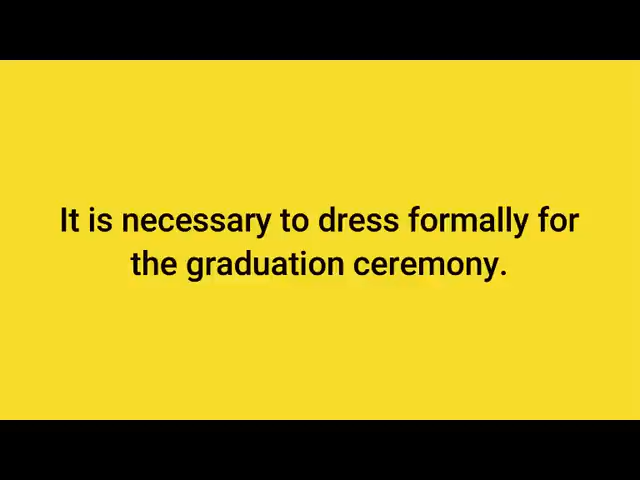 It is necessary to dress formally for
the graduation ceremony.